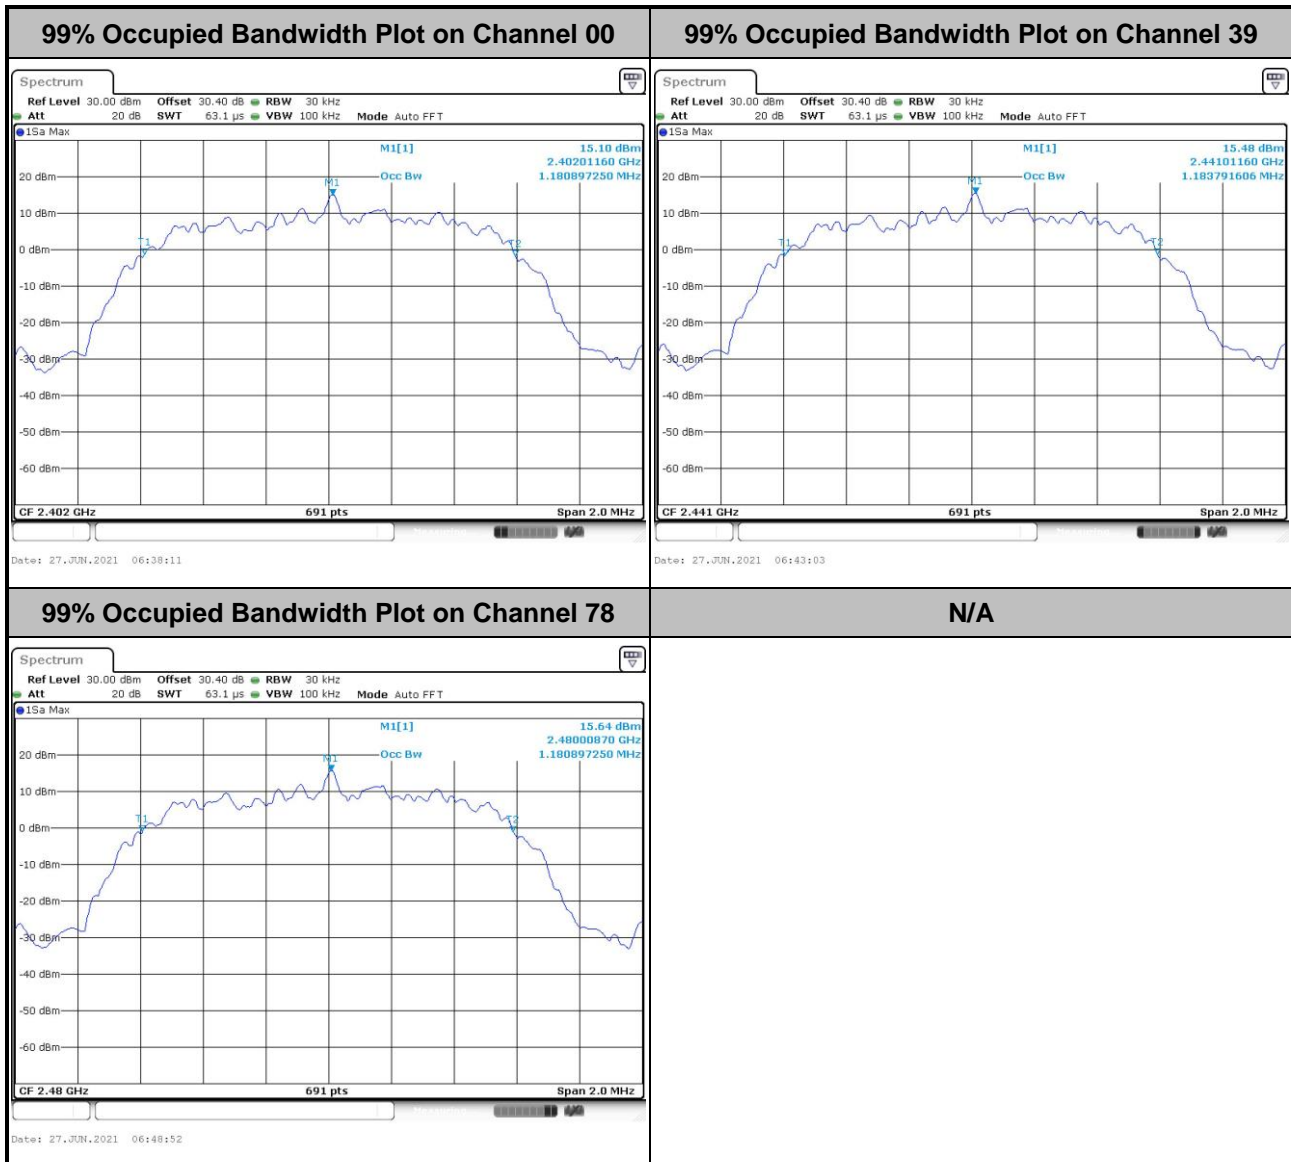 99% Occupied Bandwidth Plot on Channel 00
Spectrum
Ref Level 30.00 dBm Offset 30.40 dB RBW 30 kHz
Att 20 dB SWT 63.1 µs VBW 100 kHz Mode Auto FFT
1Sa Max
M1[1] 15.10 dBm
2.40201160 GHz
Occ Bw 1.180897250 MHz
20 dBm
M1
10 dBm
T1
T2
0 dBm
-10 dBm
-20 dBm
-30 dBm
-40 dBm
-50 dBm
-60 dBm
CF 2.402 GHz 691 pts Span 2.0 MHz
Date: 27.JUN.2021 06:38:11
99% Occupied Bandwidth Plot on Channel 39
Spectrum
Ref Level 30.00 dBm Offset 30.40 dB RBW 30 kHz
Att 20 dB SWT 63.1 µs VBW 100 kHz Mode Auto FFT
1Sa Max
M1[1] 15.48 dBm
2.44101160 GHz
Occ Bw 1.183791606 MHz
20 dBm
M1
10 dBm
T1
T2
0 dBm
-10 dBm
-20 dBm
-30 dBm
-40 dBm
-50 dBm
-60 dBm
CF 2.441 GHz 691 pts Span 2.0 MHz
Date: 27.JUN.2021 06:43:03
99% Occupied Bandwidth Plot on Channel 78
Spectrum
Ref Level 30.00 dBm Offset 30.40 dB RBW 30 kHz
Att 20 dB SWT 63.1 µs VBW 100 kHz Mode Auto FFT
1Sa Max
M1[1] 15.64 dBm
2.48000870 GHz
Occ Bw 1.180897250 MHz
20 dBm
M1
10 dBm
T1
T2
0 dBm
-10 dBm
-20 dBm
-30 dBm
-40 dBm
-50 dBm
-60 dBm
CF 2.48 GHz 691 pts Span 2.0 MHz
Date: 27.JUN.2021 06:48:52
N/A